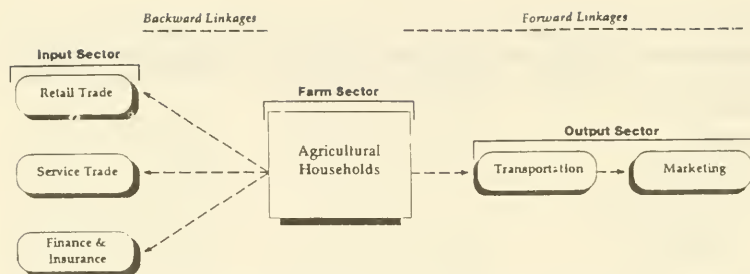 Backward Linkages
Forward Linkages
Input Sector
Retail Trade
Service Trade
Finance &
Insurance
Farm Sector
Agricultural
Households
Output Sector
Transportation
Marketing